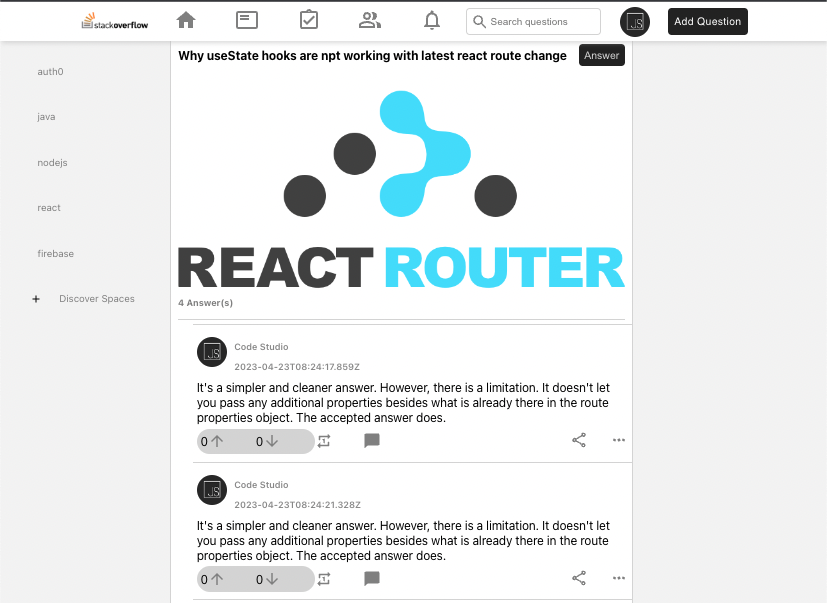 stackoverflow
Search questions
JS
Add Question
auth0
java
nodejs
react
firebase
+ Discover Spaces
Why useState hooks are npt working with latest react route change
Answer
REACT ROUTER
4 Answer(s)
JS
Code Studio
2023-04-23T08:24:17.859Z
It's a simpler and cleaner answer. However, there is a limitation. It doesn't let
you pass any additional properties besides what is already there in the route
properties object. The accepted answer does.
0 0
JS
Code Studio
2023-04-23T08:24:21.328Z
It's a simpler and cleaner answer. However, there is a limitation. It doesn't let
you pass any additional properties besides what is already there in the route
properties object. The accepted answer does.
0 0